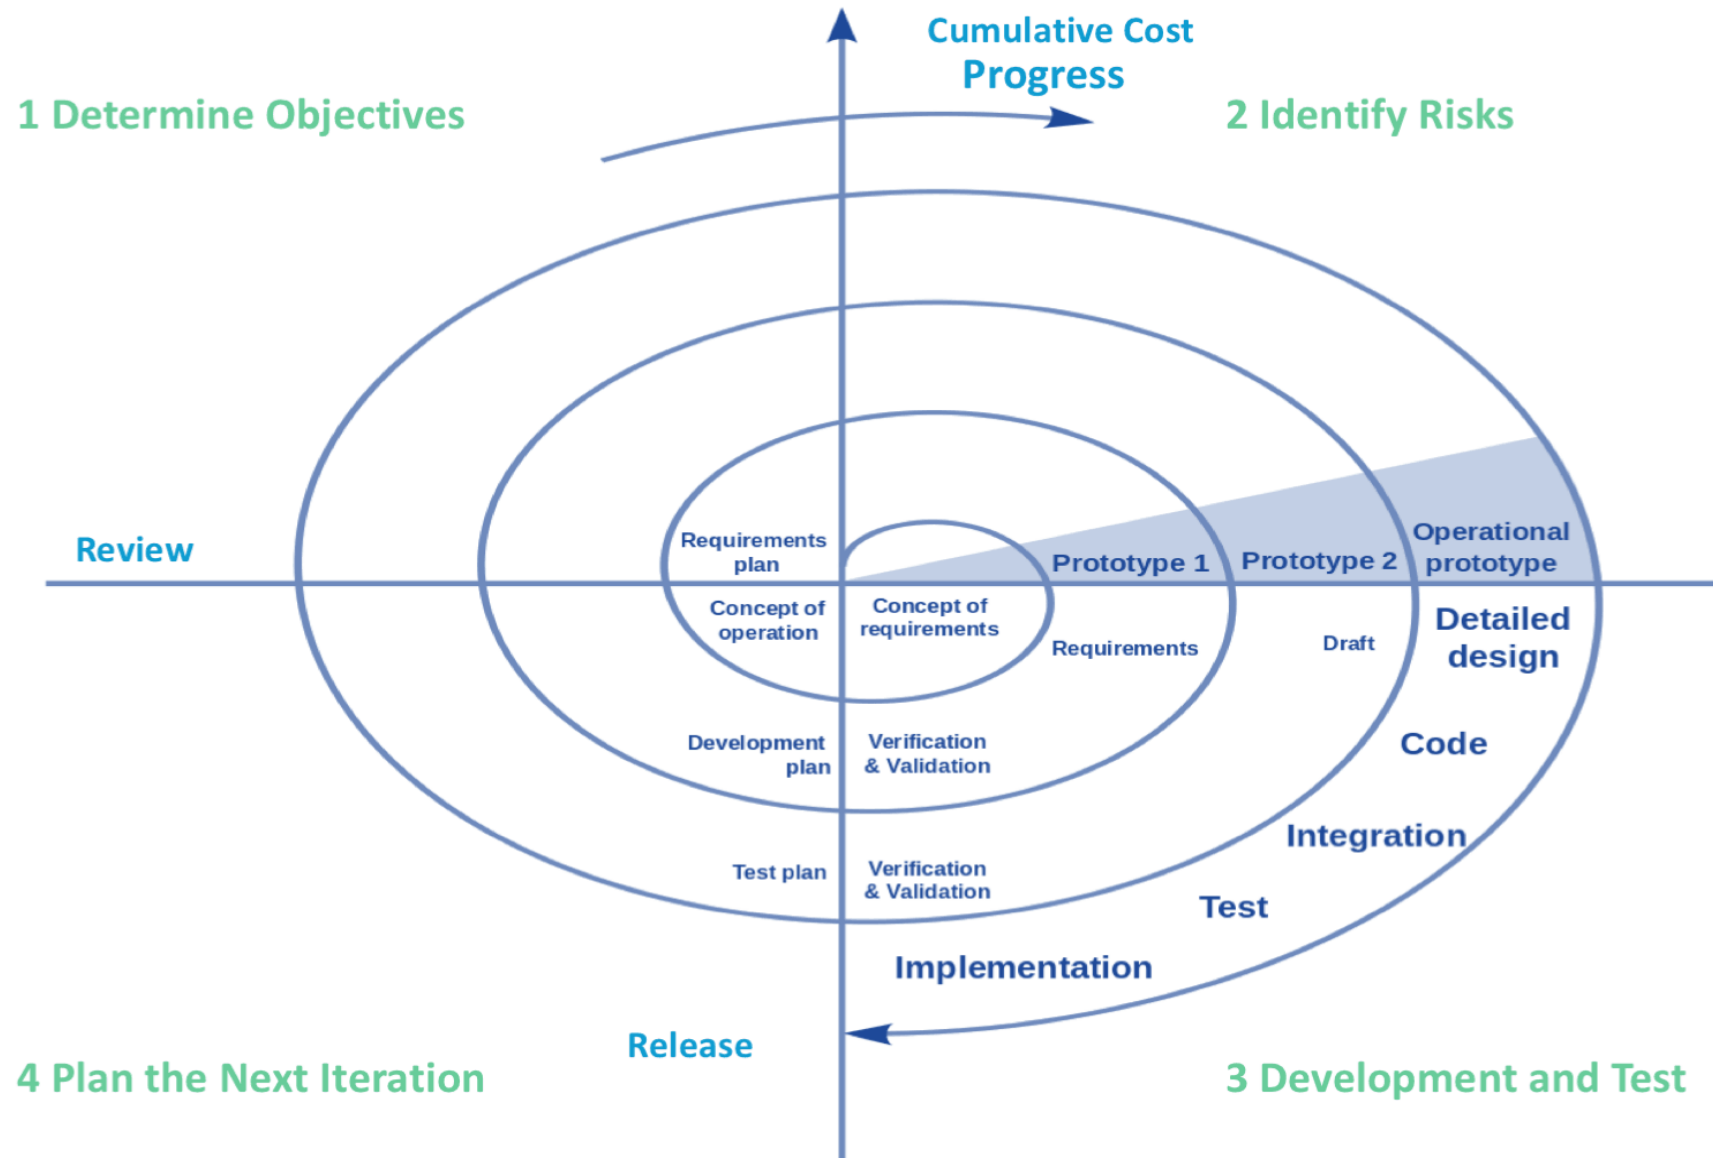 Cumulative Cost
Progress
1 Determine Objectives
2 Identify Risks
Review
Requirements
plan
Prototype 1
Prototype 2
Operational
prototype
Concept of
operation
Concept of
requirements
Requirements
Draft
Detailed
design
Development
plan
Verification
& Validation
Code
Integration
Test plan
Verification
& Validation
Test
Implementation
Release
4 Plan the Next Iteration
3 Development and Test